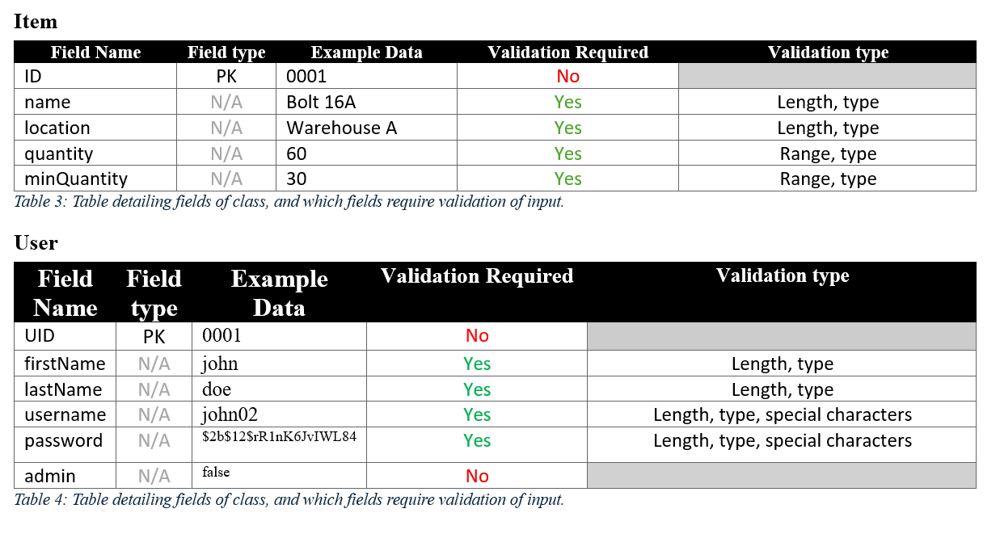 Item
Field Name Field type Example Data Validation Required Validation type
ID PK 0001 No
name N/A Bolt 16A Yes Length, type
location N/A Warehouse A Yes Length, type
quantity N/A 60 Yes Range, type
minQuantity N/A 30 Yes Range, type
Table 3: Table detailing fields of class, and which fields require validation of input.
User
Field Field Example Validation Required Validation type
Name type Data
UID PK 0001 No
firstName N/A john Yes Length, type
lastName N/A doe Yes Length, type
username N/A john02 Yes Length, type, special characters
password N/A $2b$12$rR1nK6JvIWL84 Yes Length, type, special characters
admin N/A false No
Table 4: Table detailing fields of class, and which fields require validation of input.